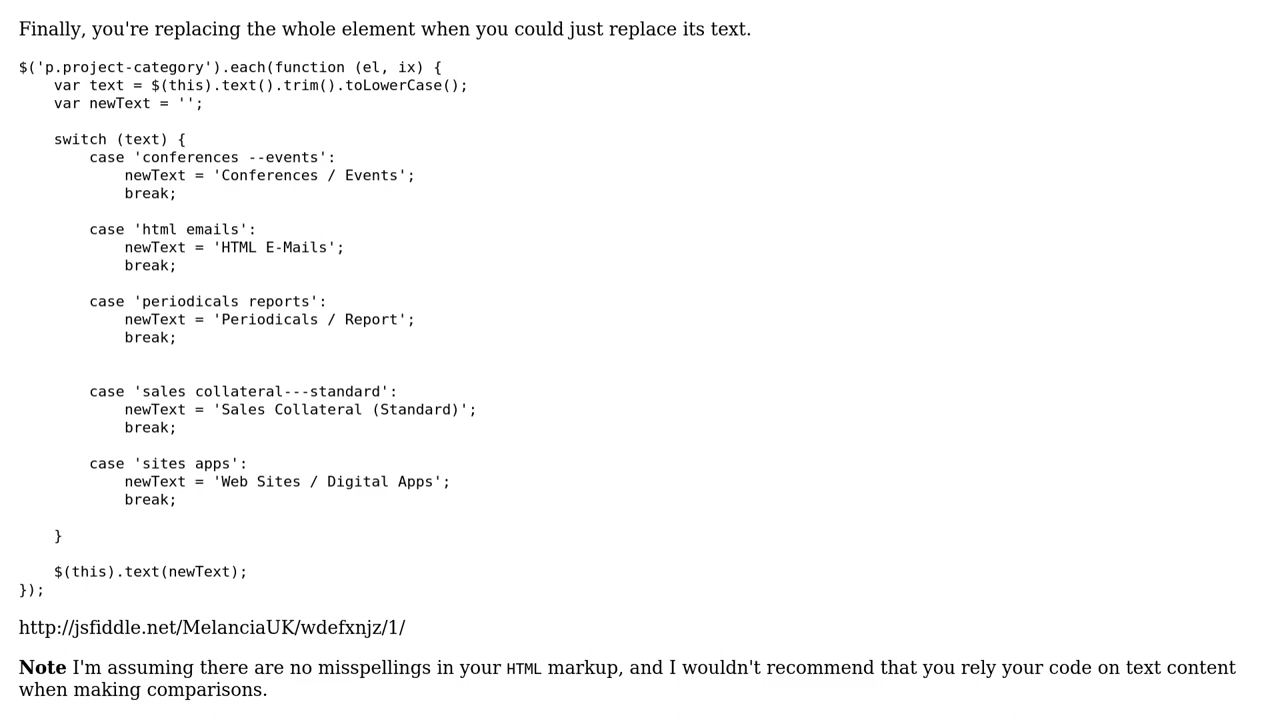 Finally, you're replacing the whole element when you could just replace its text.
$('p.project-category').each(function (el, ix) {
    var text = $(this).text().trim().toLowerCase();
    var newText = '';

    switch (text) {
        case 'conferences --events':
            newText = 'Conferences / Events';
            break;

        case 'html emails':
            newText = 'HTML E-Mails';
            break;

        case 'periodicals reports':
            newText = 'Periodicals / Report';
            break;


        case 'sales collateral---standard':
            newText = 'Sales Collateral (Standard)';
            break;

        case 'sites apps':
            newText = 'Web Sites / Digital Apps';
            break;

    }

    $(this).text(newText);
});
http://jsfiddle.net/MelanciaUK/wdefxnjz/1/
Note I'm assuming there are no misspellings in your HTML markup, and I wouldn't recommend that you rely your code on text content
when making comparisons.